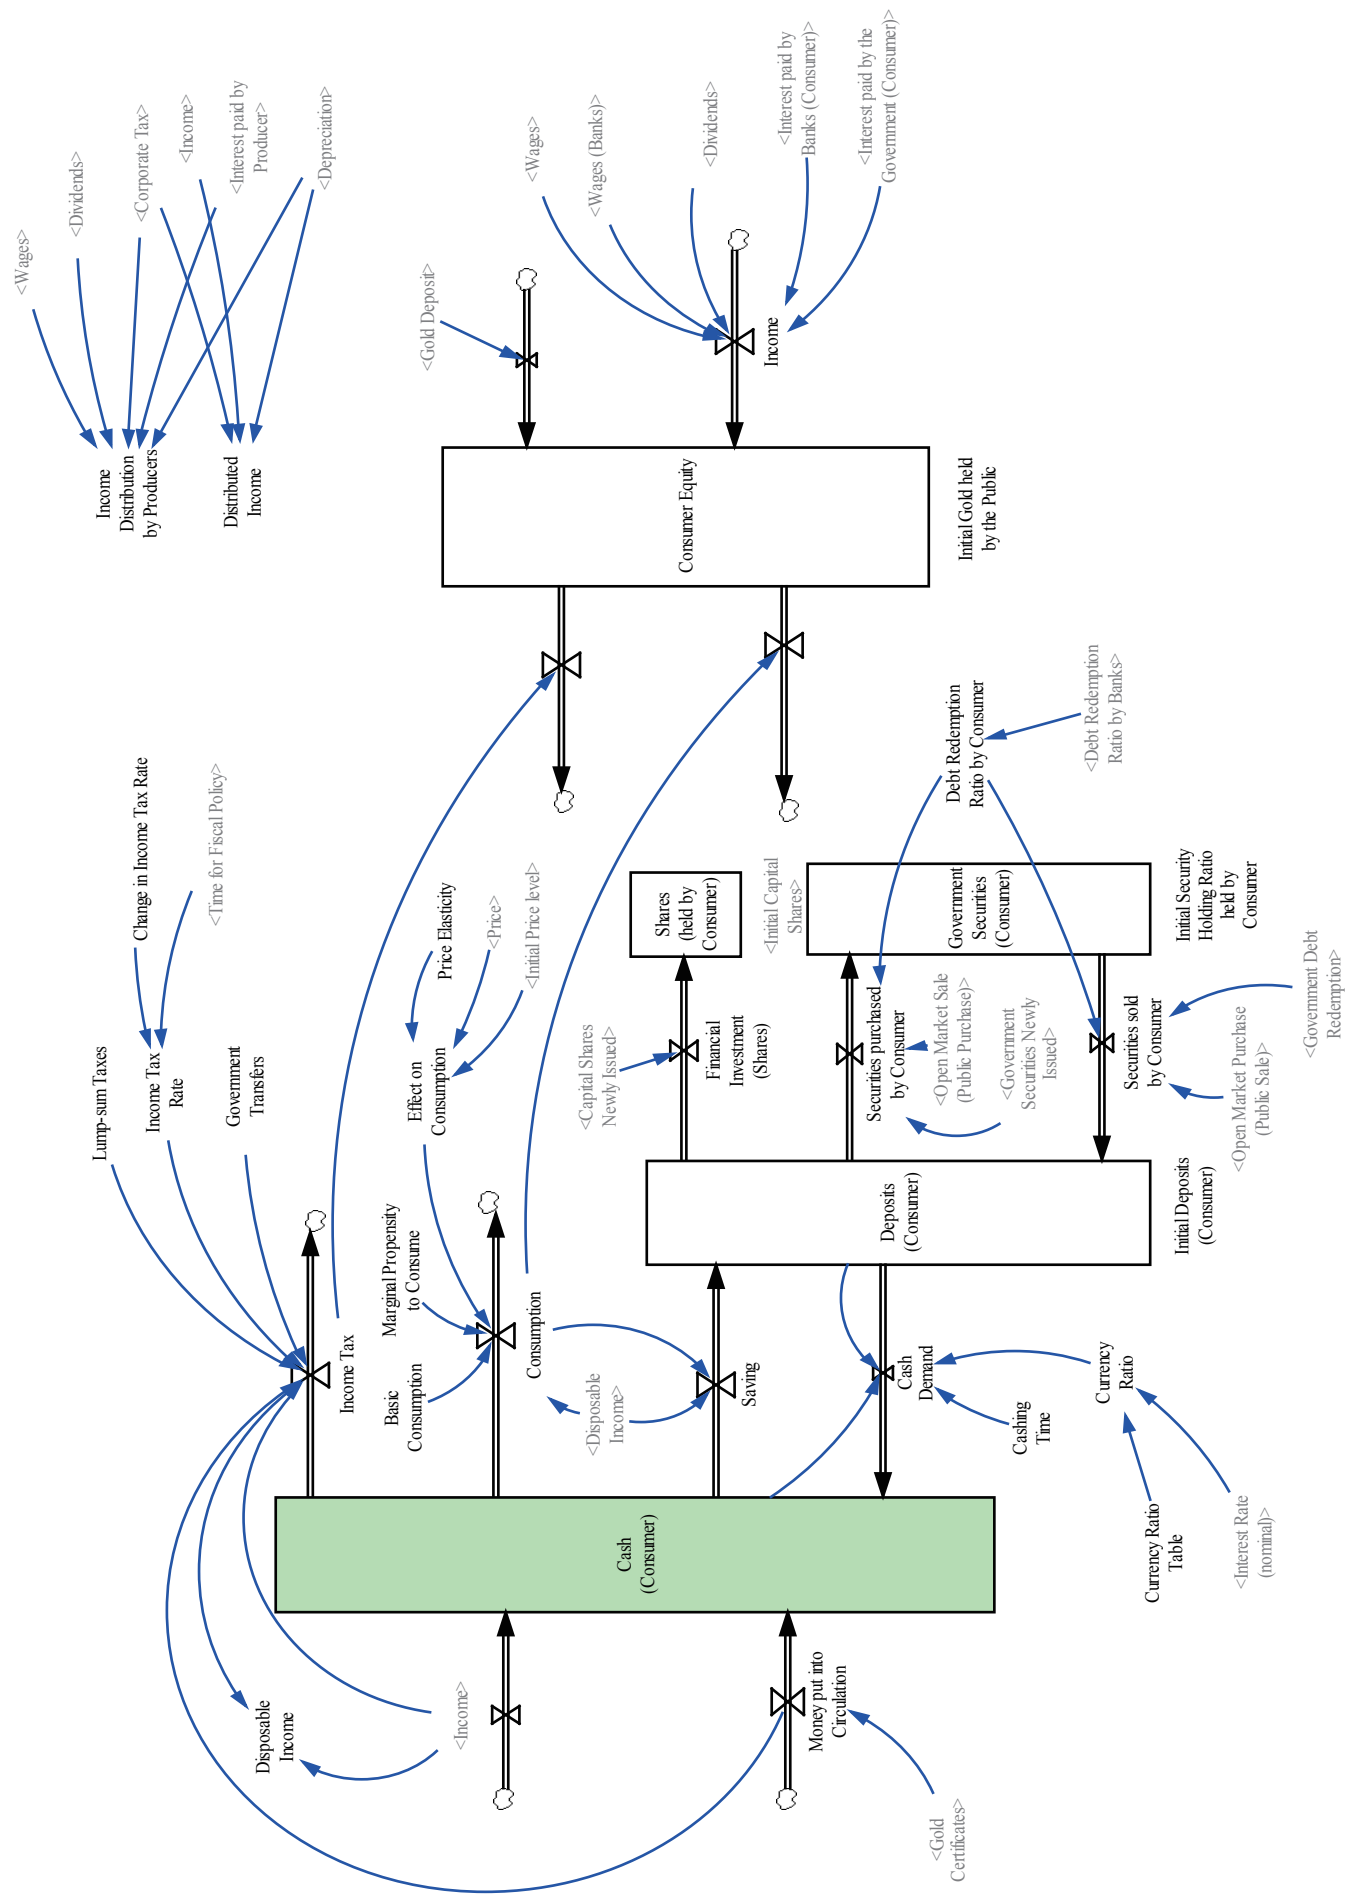 Lump-sum Taxes
Change in Income Tax Rate
Income Tax
Rate
<Time for Fiscal Policy>
Government
Transfers
Disposable
Income
Income Tax
<Income>
Basic
Consumption
Marginal Propensity
to Consume
Effect on
Consumption
Price Elasticity
<Price>
<Initial Price level>
Consumption
<Disposable
Income>
Cash
(Consumer)
Saving
<Capital Shares
Newly Issued>
Financial
Investment
(Shares)
Shares
(held by
Consumer)
<Initial Capital
Shares>
Money put into
Circulation
<Gold
Certificates>
Cash
Demand
Cashing
Time
Currency
Ratio
Currency Ratio
Table
<Interest Rate
(nominal)>
Deposits
(Consumer)
Initial Deposits
(Consumer)
Securities purchased
by Consumer
<Open Market Sale
(Public Purchase)>
<Government
Securities Newly
Issued>
Government
Securities
(Consumer)
Securities sold
by Consumer
<Open Market Purchase
(Public Sale)>
<Government Debt
Redemption>
Initial Security
Holding Ratio
held by
Consumer
Debt Redemption
Ratio by Consumer
<Debt Redemption
Ratio by Banks>
<Wages>
<Dividends>
<Corporate Tax>
<Income>
<Interest paid by
Producer>
<Depreciation>
Income
Distribution
by Producers
Distributed
Income
<Gold Deposit>
Consumer Equity
Initial Gold held
by the Public
<Wages>
<Wages (Banks)>
<Dividends>
<Interest paid by
Banks (Consumer)>
<Interest paid by the
Government (Consumer)>
Income